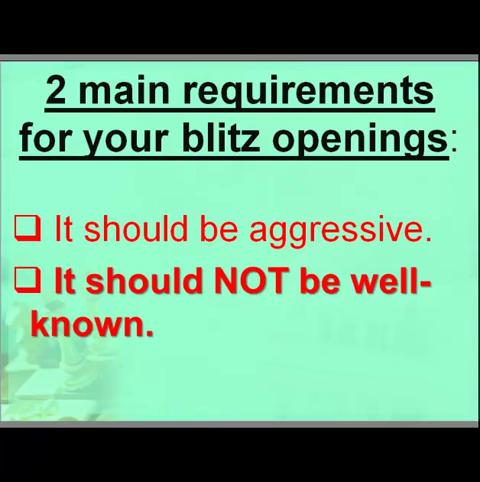 2 main requirements
for your blitz openings:
❑ It should be aggressive.
❑ It should NOT be well-
known.